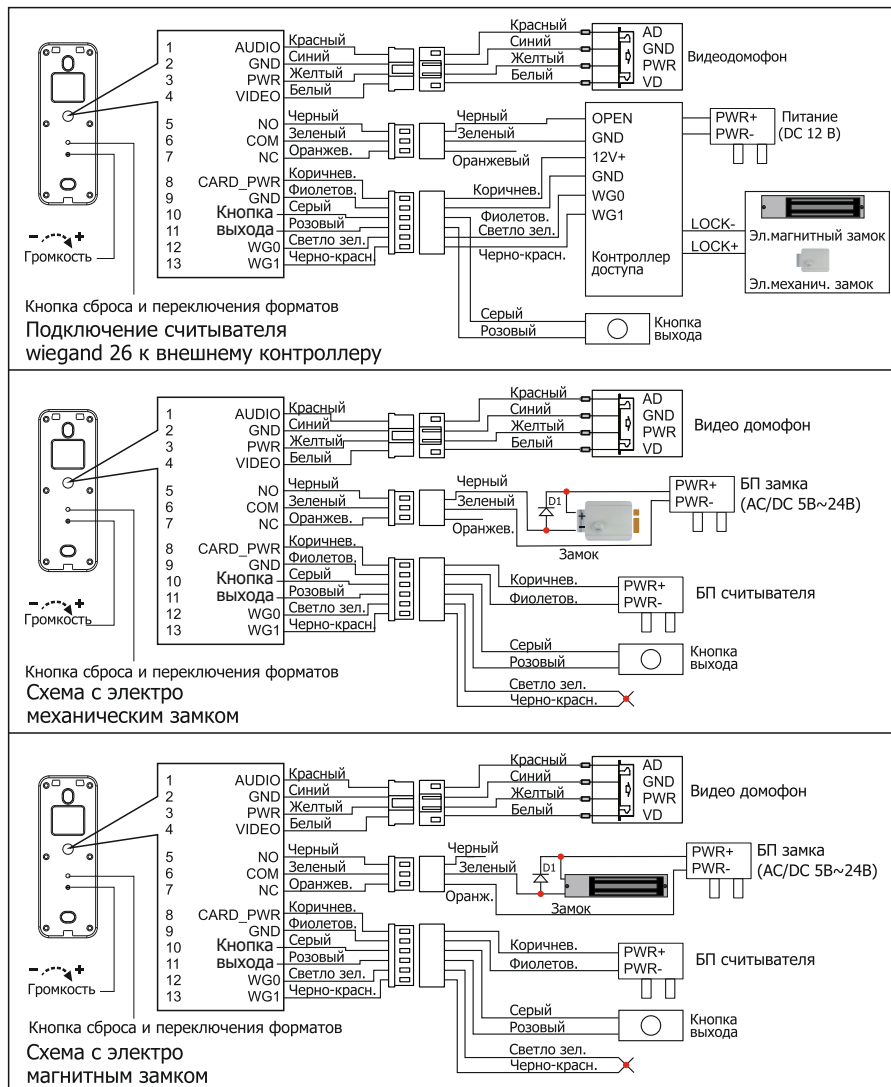 1 AUDIO Красный
2 GND Синий
3 PWR Желтый
4 VIDEO Белый
5 NO Черный
6 COM Зеленый
7 NC Оранжев.
8 CARD_PWR Коричнев.
9 GND Фиолетов.
10 Кнопка Серый
11 выхода Розовый
12 WG0 Светло зел.
13 WG1 Черно-красн.
Красный AD
Синий GND
Желтый PWR
Белый VD
Видеодомофон
Черный OPEN
Зеленый GND
Оранжевый 12V+
GND
Коричнев. WG0
Фиолетов. WG1
Светло зел.
Черно-красн.
Контроллер
доступа
PWR+
PWR-
Питание
(DC 12 В)
LOCK-
LOCK+
Эл.магнитный замок
Эл.механич. замок
Серый
Розовый
Кнопка
выхода
- +
Громкость
Кнопка сброса и переключения форматов
Подключение считывателя
wiegand 26 к внешнему контроллеру
1 AUDIO Красный
2 GND Синий
3 PWR Желтый
4 VIDEO Белый
5 NO Черный
6 COM Зеленый
7 NC Оранжев.
8 CARD_PWR Коричнев.
9 GND Фиолетов.
10 Кнопка Серый
11 выхода Розовый
12 WG0 Светло зел.
13 WG1 Черно-красн.
Красный AD
Синий GND
Желтый PWR
Белый VD
Видео домофон
Черный
Зеленый
Оранжев.
D1
+
-
Замок
PWR+
PWR-
БП замка
(AC/DC 5В~24В)
Коричнев. PWR+
Фиолетов. PWR-
БП считывателя
Серый
Розовый
Кнопка
выхода
Светло зел.
Черно-красн.
- +
Громкость
Кнопка сброса и переключения форматов
Схема с электро
механическим замком
1 AUDIO Красный
2 GND Синий
3 PWR Желтый
4 VIDEO Белый
5 NO Черный
6 COM Зеленый
7 NC Оранжев.
8 CARD_PWR Коричнев.
9 GND Фиолетов.
10 Кнопка Серый
11 выхода Розовый
12 WG0 Светло зел.
13 WG1 Черно-красн.
Красный AD
Синий GND
Желтый PWR
Белый VD
Видео домофон
Черный
Зеленый
Оранж.
D1
Замок
PWR+
PWR-
БП замка
(AC/DC 5В~24В)
Коричнев. PWR+
Фиолетов. PWR-
БП считывателя
Серый
Розовый
Кнопка
выхода
Светло зел.
Черно-красн.
- +
Громкость
Кнопка сброса и переключения форматов
Схема с электро
магнитным замком